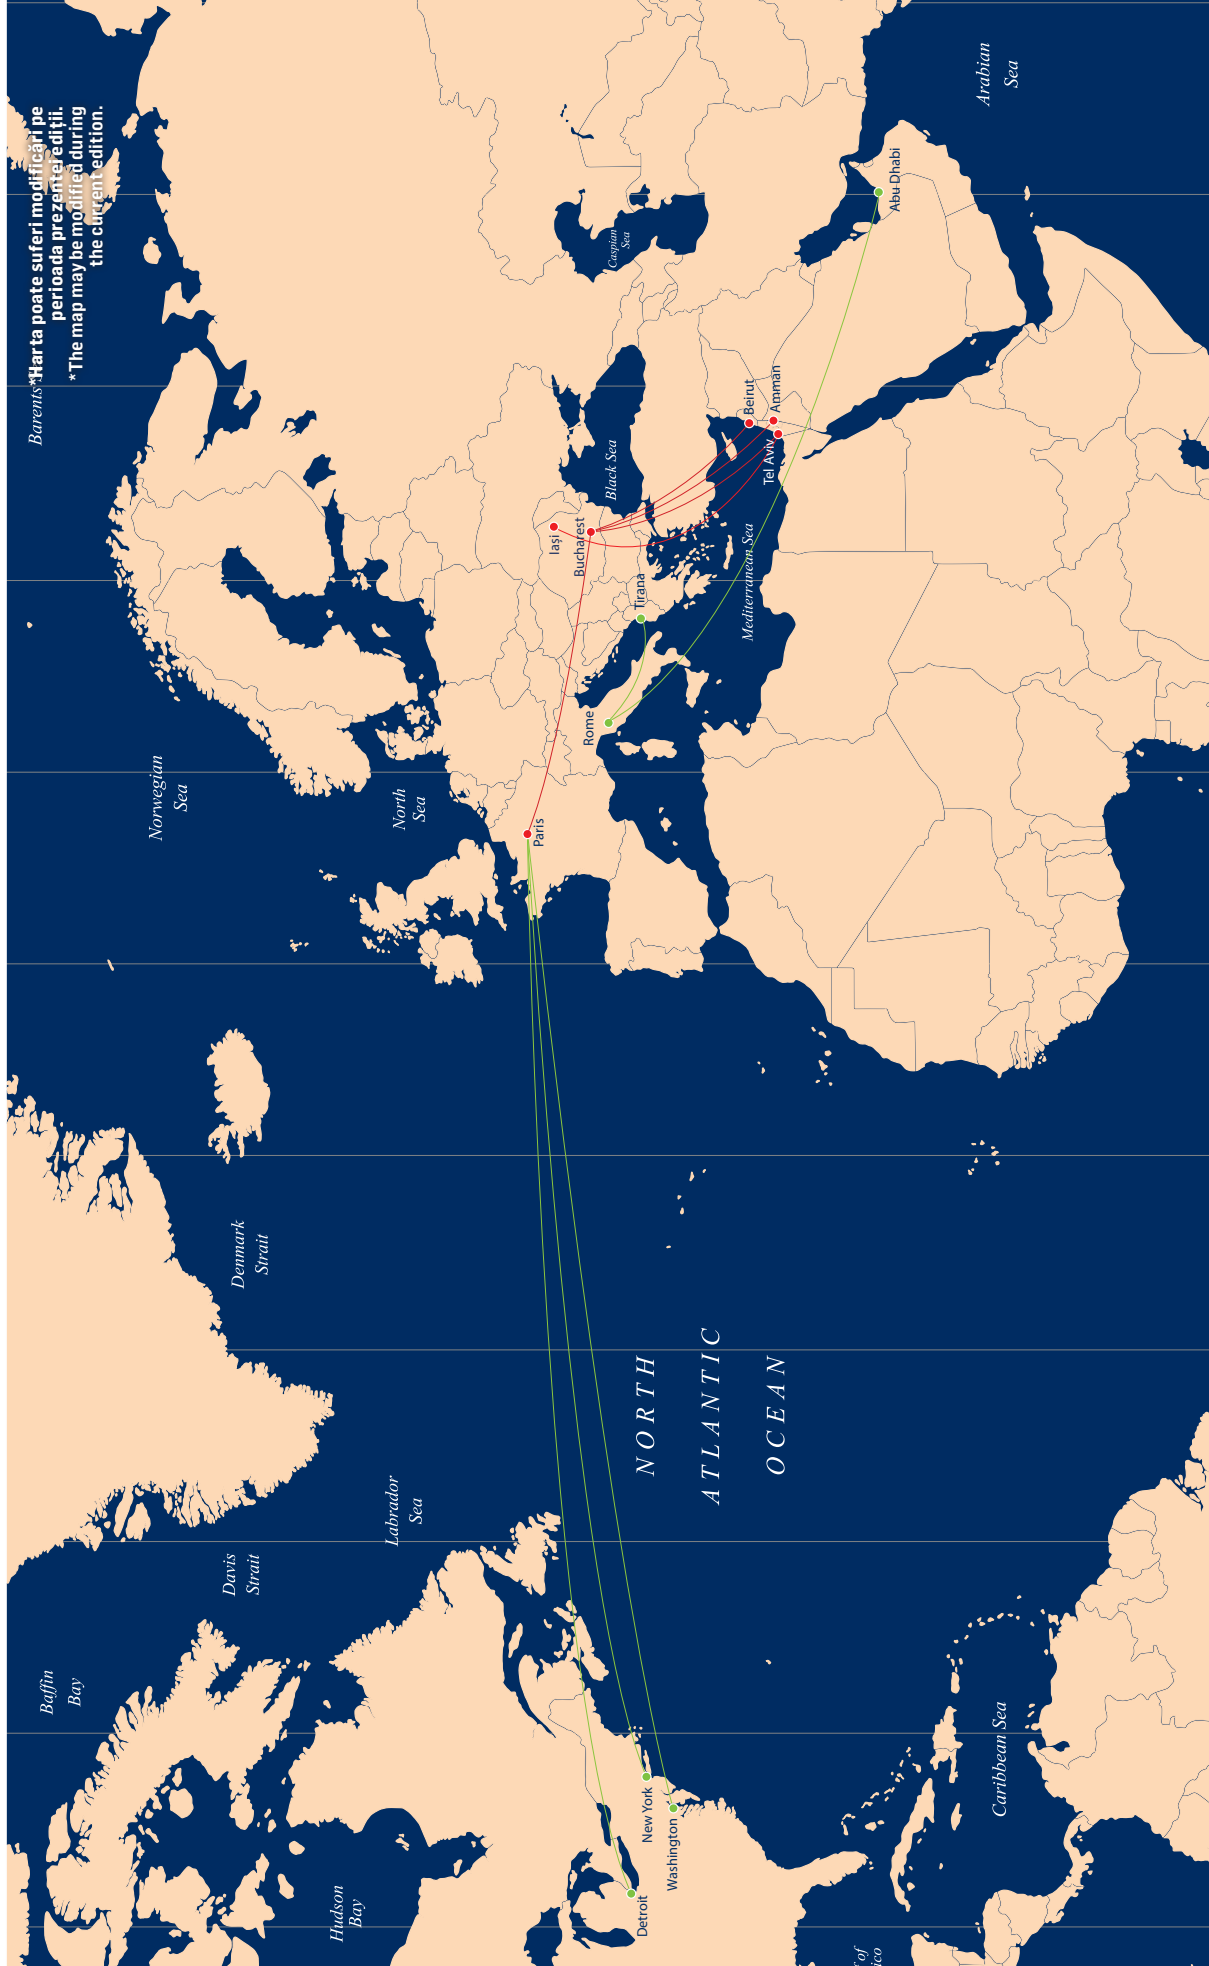 *Harta poate suferi modificări pe
perioada prezentei ediții.
*The map may be modified during
the current edition.
Barents
Baffin
Bay
Davis
Strait
Denmark
Strait
Norwegian
Sea
Hudson
Bay
Labrador
Sea
North
Sea
Paris
Iași
Bucharest
Black Sea
Caspian
Sea
Rome
Tirana
Detroit
New York
Washington
NORTH
ATLANTIC
OCEAN
Mediterranean Sea
Beirut
Tel Aviv
Amman
Abu Dhabi
Arabian
Sea
Caribbean Sea
of
ico